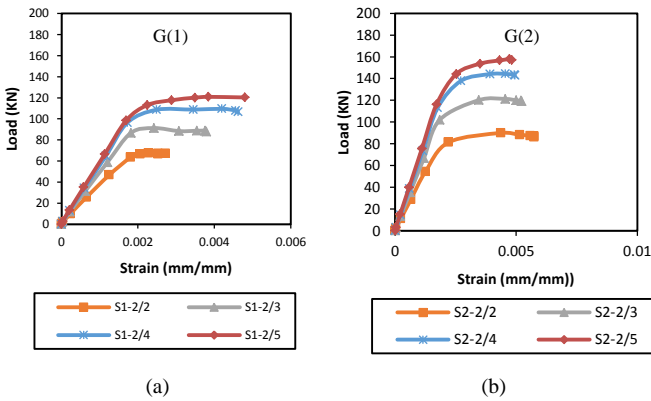 G(1)
Load (KN)
200
180
160
140
120
100
80
60
40
20
0
0
0.002
0.004
0.006
Strain (mm/mm)
S1-2/2
S1-2/3
S1-2/4
S1-2/5
(a)
G(2)
Load (KN)
200
180
160
140
120
100
80
60
40
20
0
0
0.005
0.01
Strain (mm/mm))
S2-2/2
S2-2/3
S2-2/4
S2-2/5
(b)